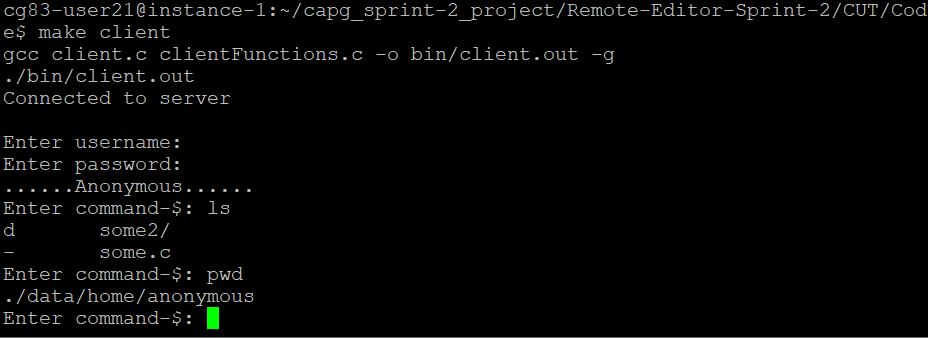 cg83-user21@instance-1:~/capg_sprint-2_project/Remote-Editor-Sprint-2/CUT/Cod
e$ make client
gcc client.c clientFunctions.c -o bin/client.out -g
./bin/client.out
Connected to server
Enter username:
Enter password:
......Anonymous......
Enter command-$: ls
d       some2/
-       some.c
Enter command-$: pwd
./data/home/anonymous
Enter command-$: